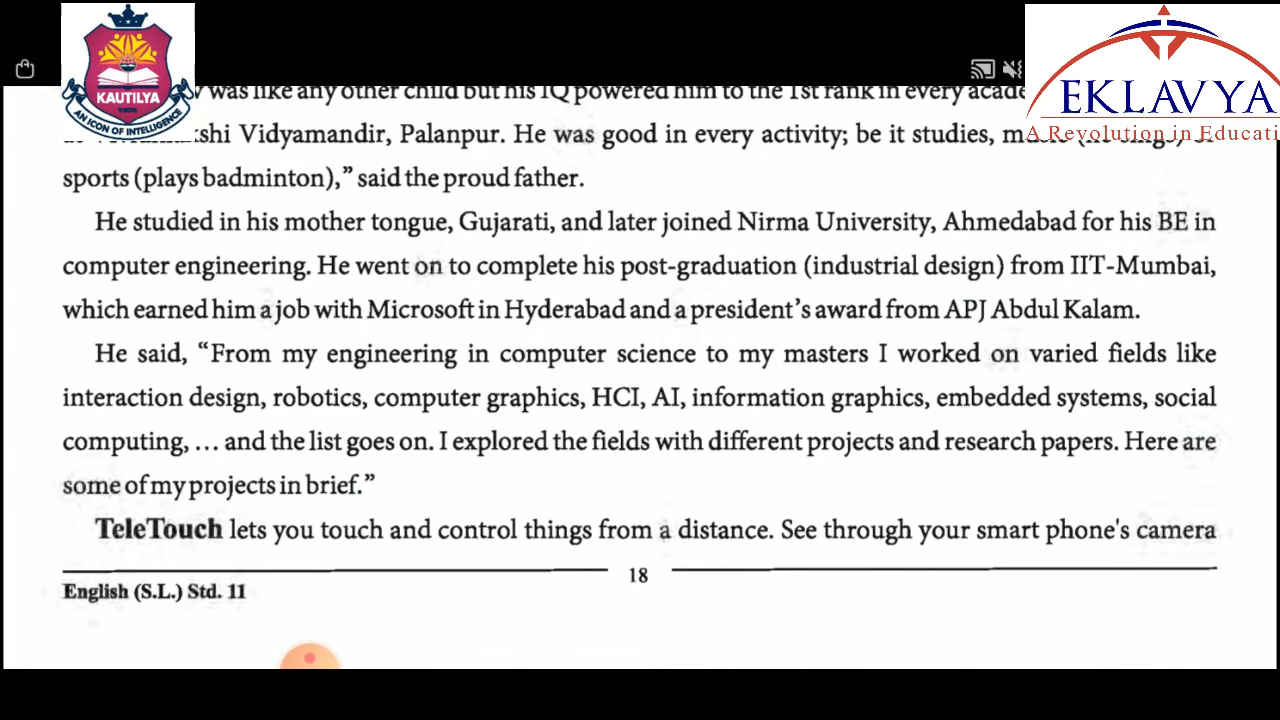 KAUTILYA
AN ICON OF INTELLIGENCE
EKLAVYA
A Revolution in Educati
was like any other child but his IQ powered him to the 1st rank in every
Vidyamandir, Palanpur. He was good in every activity; be it studies,
sports (plays badminton),” said the proud father.
He studied in his mother tongue, Gujarati, and later joined Nirma University, Ahmedabad for his BE in
computer engineering. He went on to complete his post-graduation (industrial design) from IIT-Mumbai,
which earned him a job with Microsoft in Hyderabad and a president’s award from APJ Abdul Kalam.
He said, “From my engineering in computer science to my masters I worked on varied fields like
interaction design, robotics, computer graphics, HCI, AI, information graphics, embedded systems, social
computing, … and the list goes on. I explored the fields with different projects and research papers. Here are
some of my projects in brief.”
TeleTouch lets you touch and control things from a distance. See through your smart phone's camera
18
English (S.L.) Std. 11